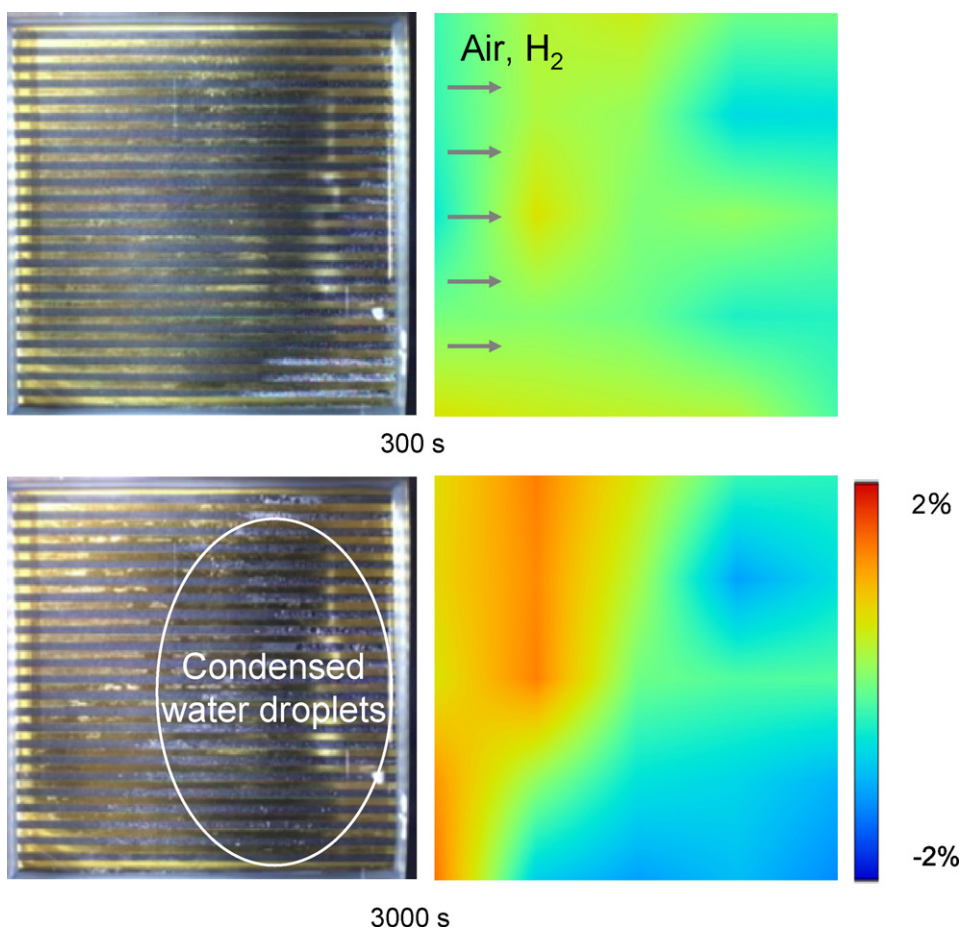 Air, H₂
300 s
Condensed
water droplets
2%
-2%
3000 s